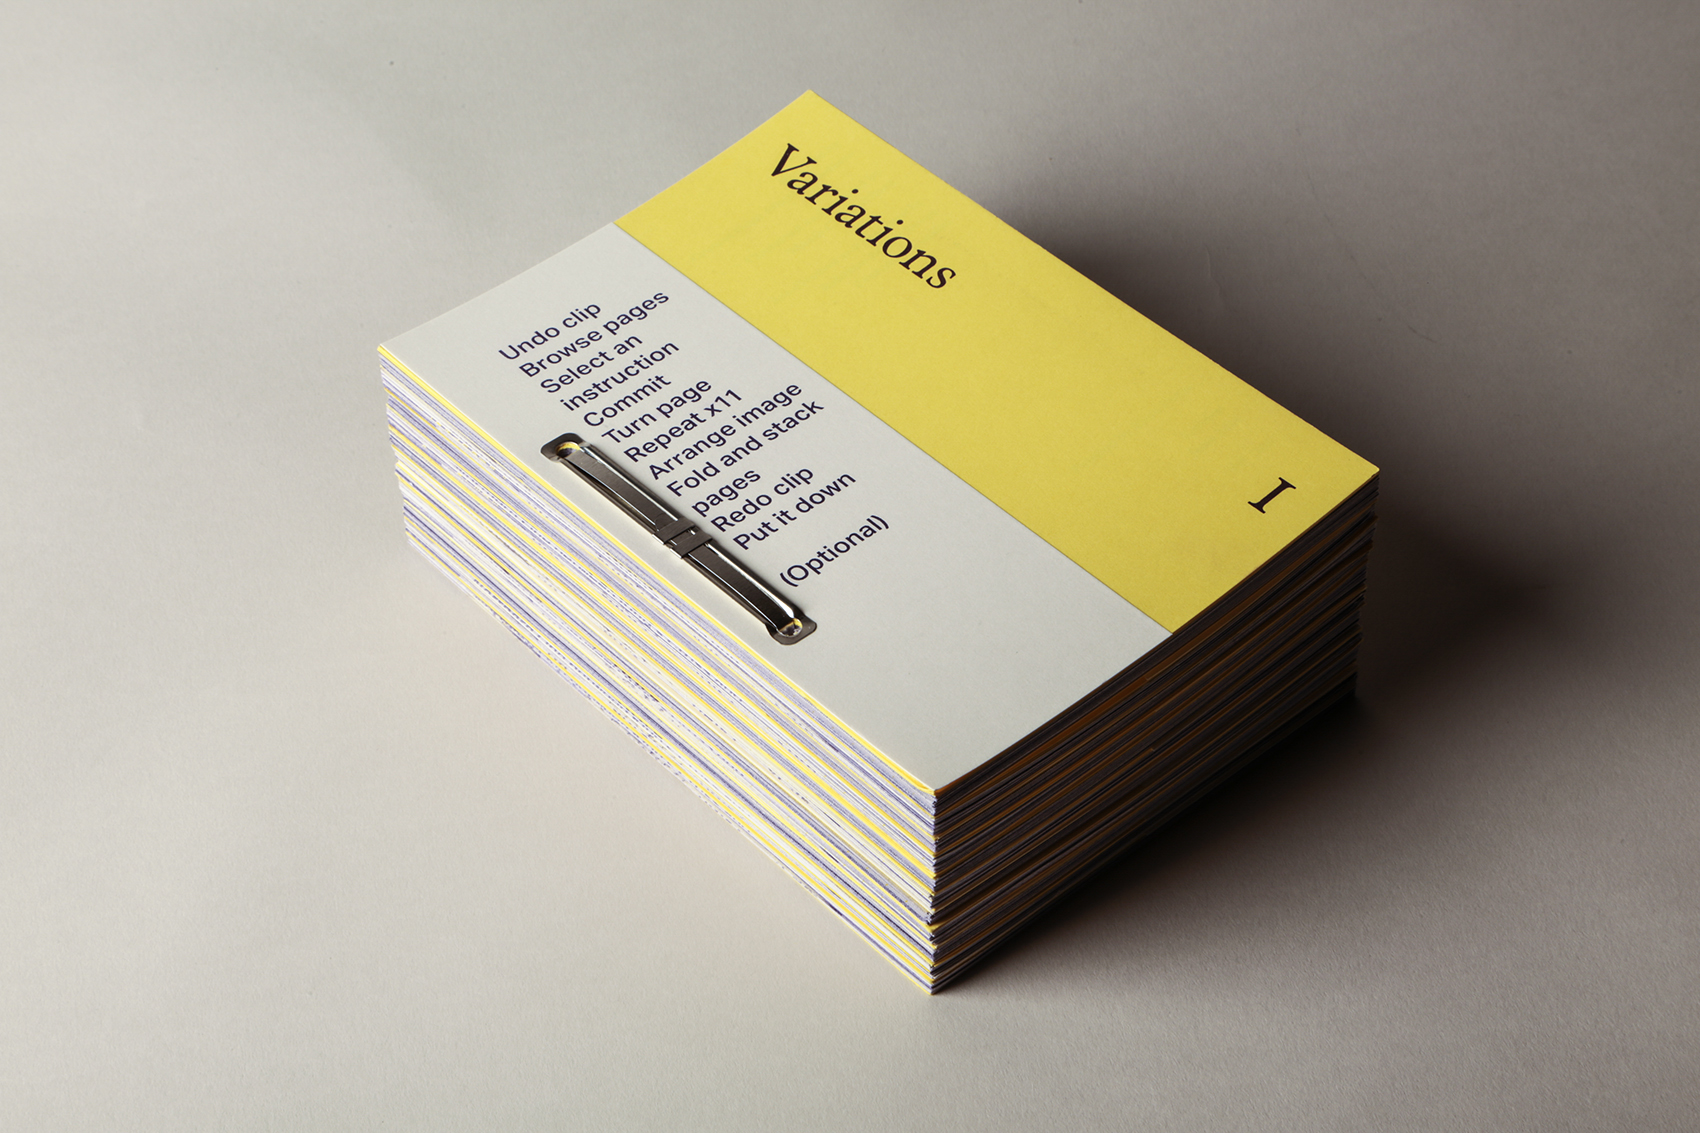 Variations
I
Undo clip
Browse pages
Select an
instruction
Commit
Turn page
Repeat x11
Arrange image
Fold and stack
pages
Redo clip
Put it down
(Optional)